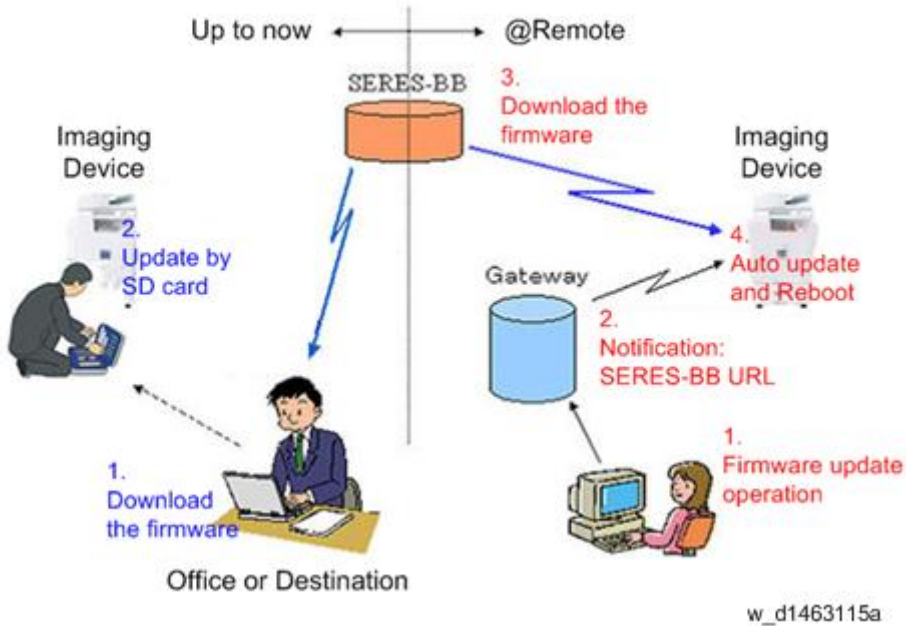 Up to now
@Remote
SERES-BB
3.
Download the
firmware
Imaging
Device
Imaging
Device
2.
Update by
SD card
4.
Auto update
and Reboot
Gateway
2.
Notification:
SERES-BB URL
1.
Download
the firmware
1.
Firmware update
operation
Office or Destination
w_d1463115a